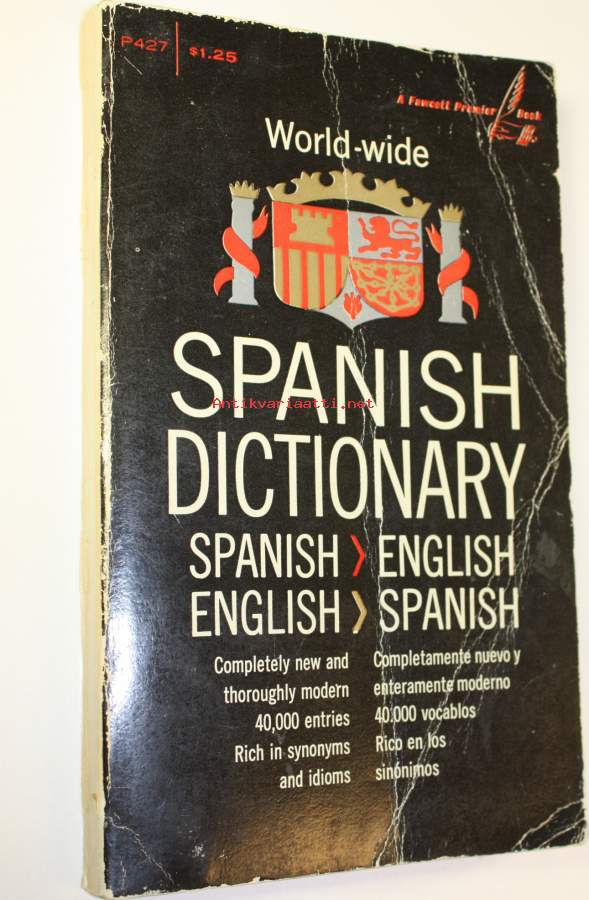 P427 $1.25
A Fawcett Premier Book
World-wide
SPANISH
Antikvariaatti.net
DICTIONARY
SPANISH > ENGLISH
ENGLISH > SPANISH
Completely new and
thoroughly modern
40,000 entries
Rich in synonyms
and idioms
Completamente nuevo y
enteramente moderno
40.000 vocablos
Rico en los
sinónimos